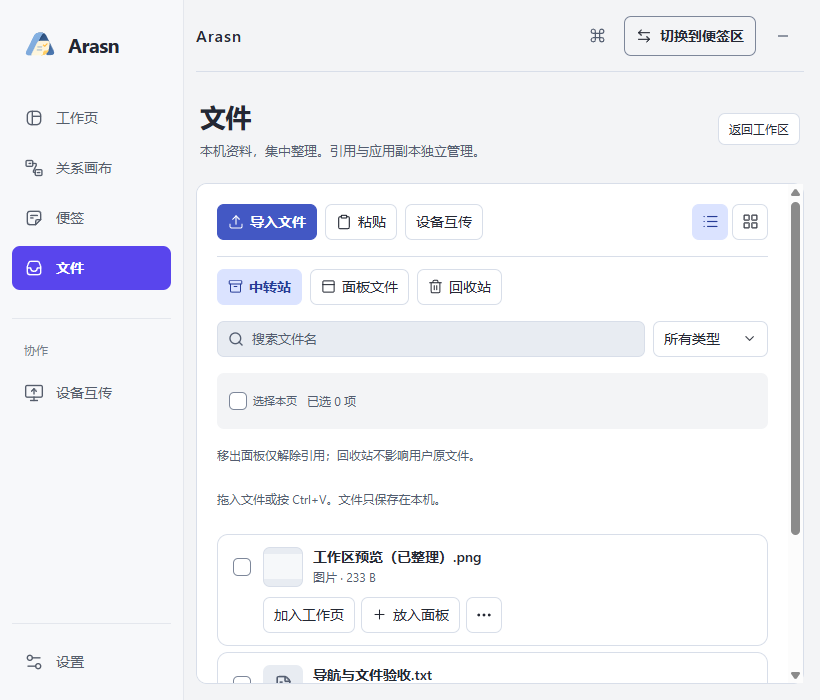 Arasn
工作页
关系画布
便签
文件
协作
设备互传
设置
Arasn
切换到便签区
文件
本机资料，集中整理。引用与应用副本独立管理。
返回工作区
导入文件 粘贴 设备互传
中转站 面板文件 回收站
搜索文件名 所有类型
选择本页 已选 0 项
移出面板仅解除引用；回收站不影响用户原文件。
拖入文件或按 Ctrl+V。文件只保存在本机。
工作区预览（已整理）.png
图片 · 233 B
加入工作页 放入面板
导航与文件验收.txt